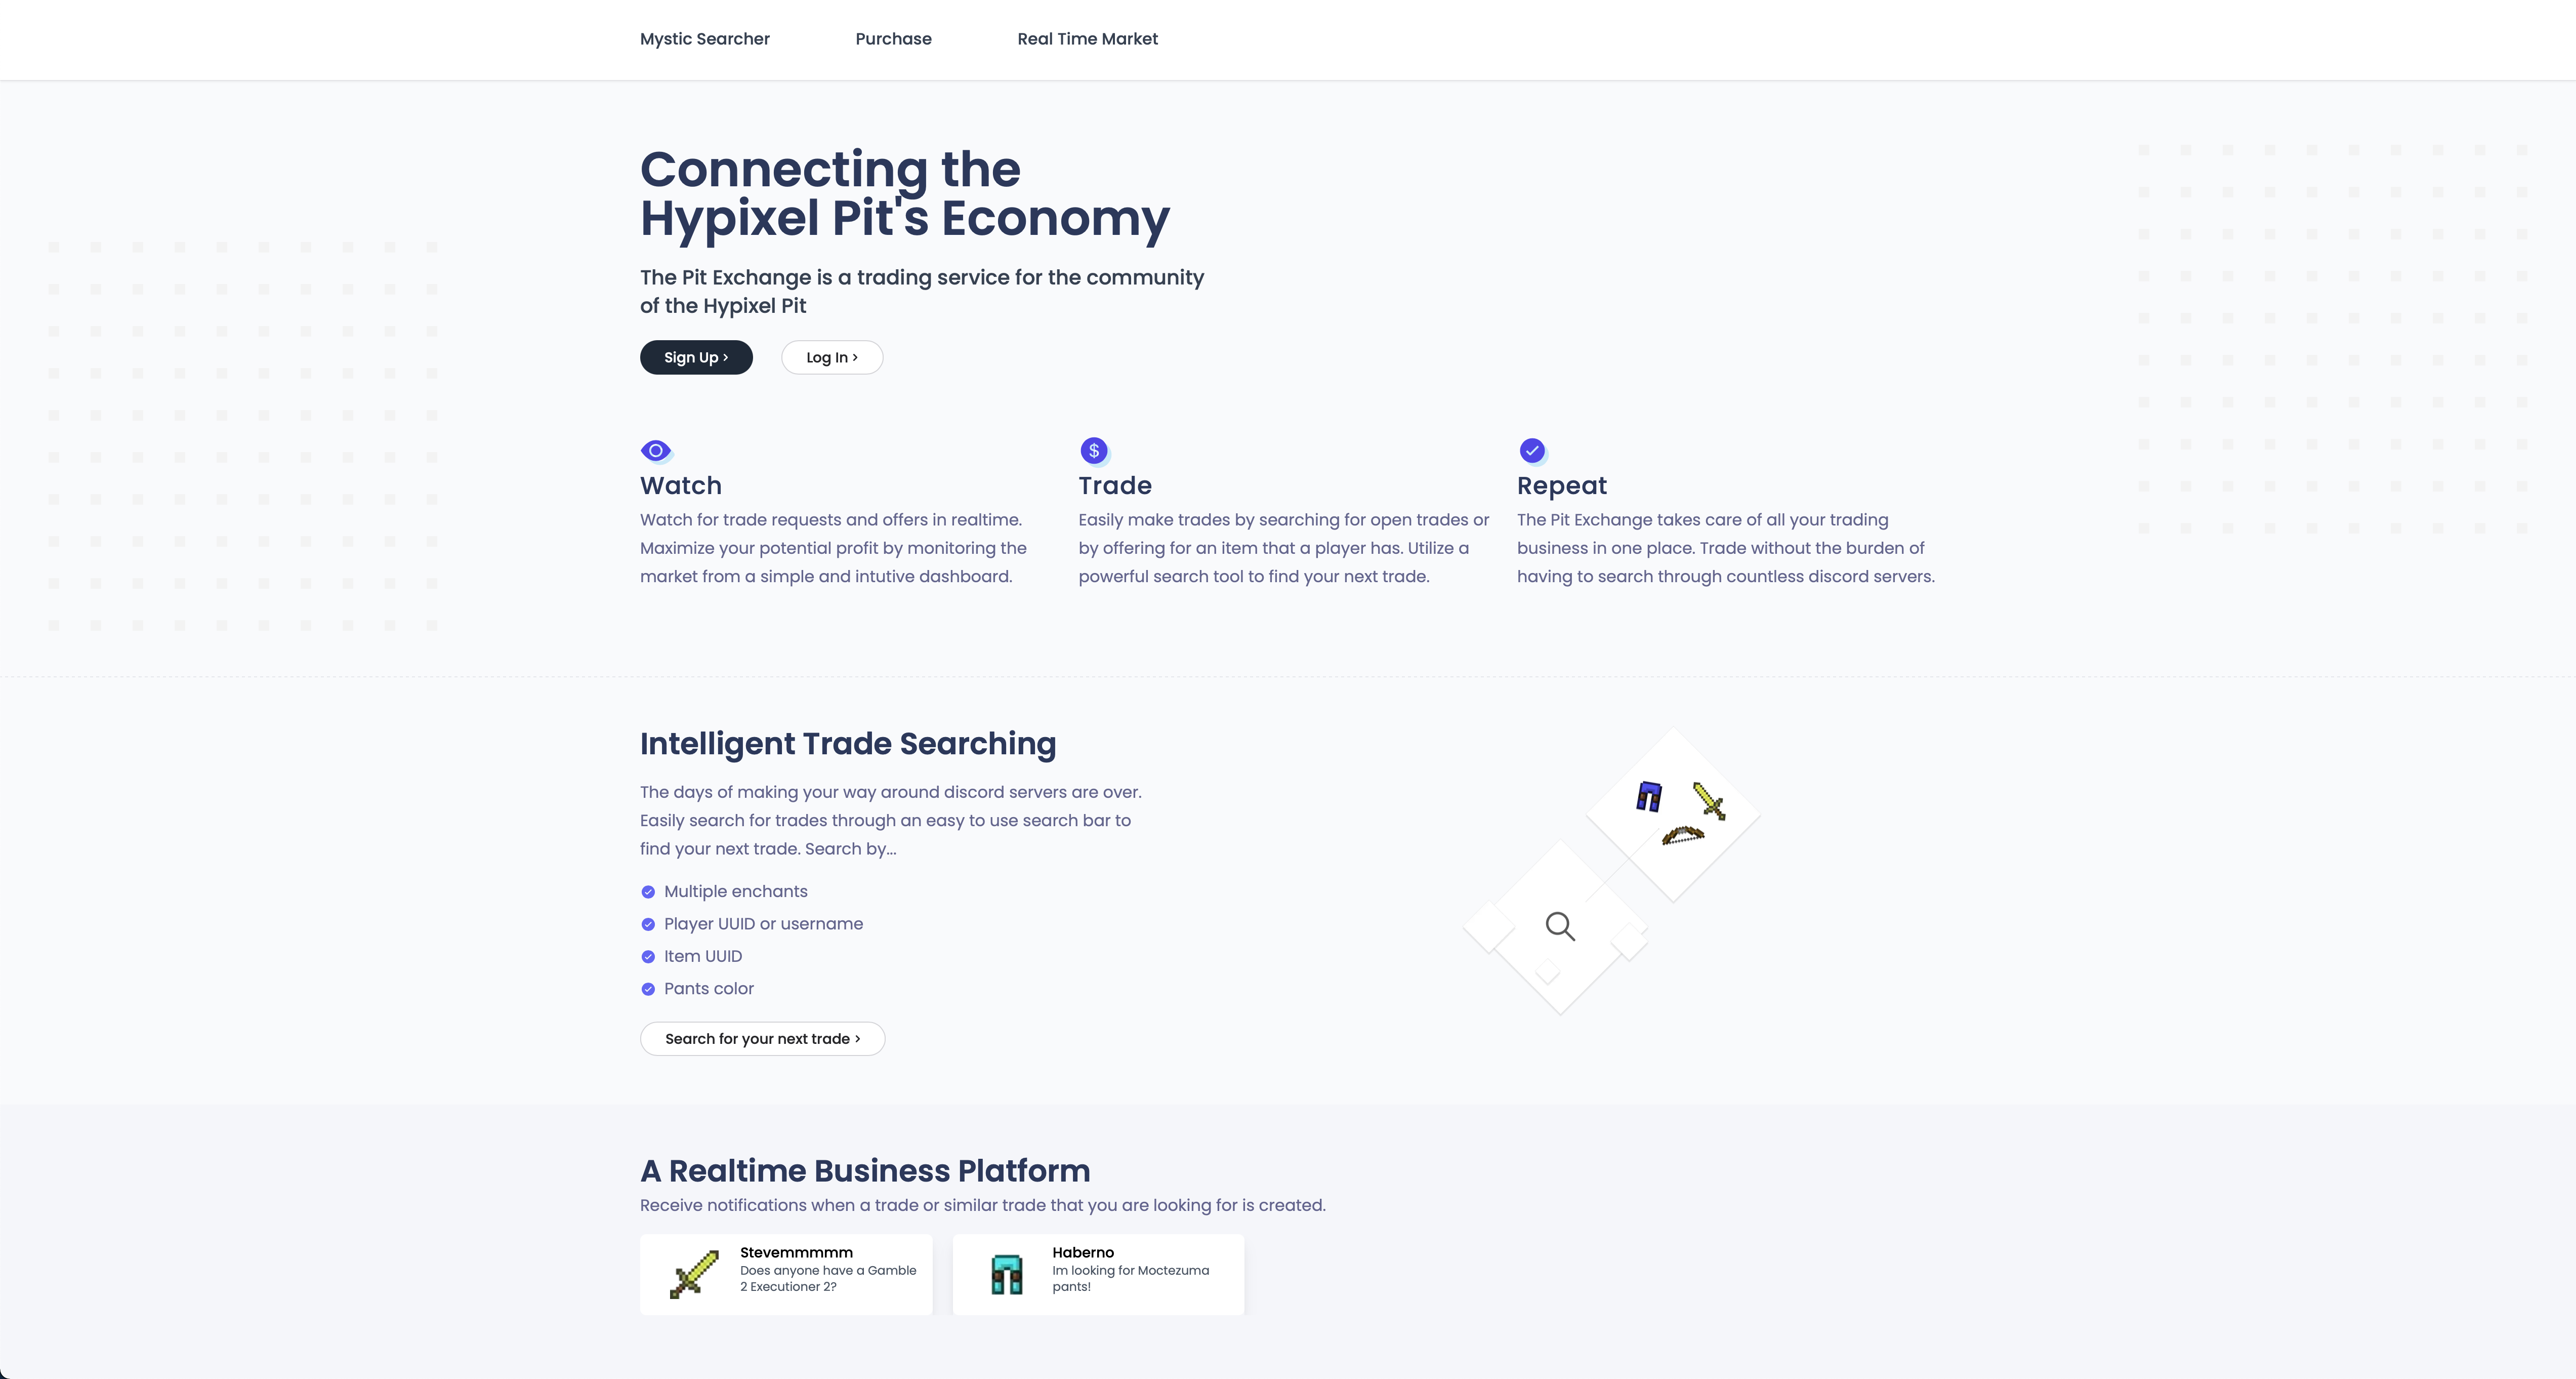 Mystic Searcher
Purchase
Real Time Market
Connecting the
Hypixel Pit's Economy
The Pit Exchange is a trading service for the community
of the Hypixel Pit
Sign Up ›
Log In ›
Watch
Watch for trade requests and offers in realtime.
Maximize your potential profit by monitoring the
market from a simple and intutive dashboard.
$
Trade
Easily make trades by searching for open trades or
by offering for an item that a player has. Utilize a
powerful search tool to find your next trade.
Repeat
The Pit Exchange takes care of all your trading
business in one place. Trade without the burden of
having to search through countless discord servers.
Intelligent Trade Searching
The days of making your way around discord servers are over.
Easily search for trades through an easy to use search bar to
find your next trade. Search by...
Multiple enchants
Player UUID or username
Item UUID
Pants color
Search for your next trade ›
A Realtime Business Platform
Receive notifications when a trade or similar trade that you are looking for is created.
Stevemmmmm
Does anyone have a Gamble
2 Executioner 2?
Haberno
Im looking for Moctezuma
pants!